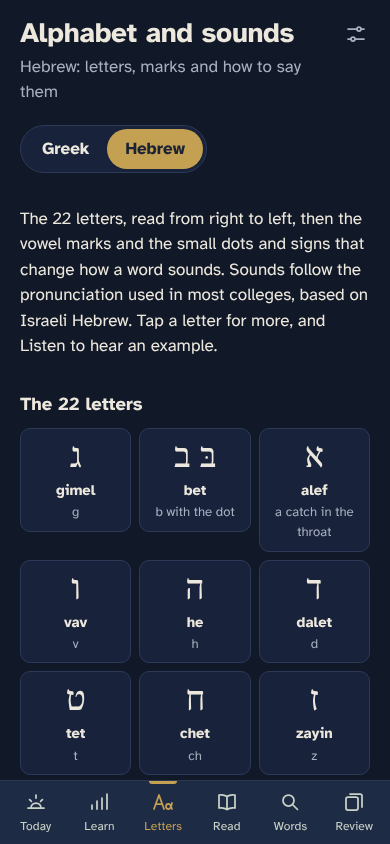 Alphabet and sounds
Hebrew: letters, marks and how to say
them
Greek
Hebrew
The 22 letters, read from right to left, then the
vowel marks and the small dots and signs that
change how a word sounds. Sounds follow the
pronunciation used in most colleges, based on
Israeli Hebrew. Tap a letter for more, and
Listen to hear an example.
The 22 letters
א
alef
a catch in the
throat
בּ ב
bet
b with the dot
ג
gimel
g
ד
dalet
d
ה
he
h
ו
vav
v
ז
zayin
z
ח
chet
ch
ט
tet
t
Today
Learn
Aα
Letters
Read
Words
Review